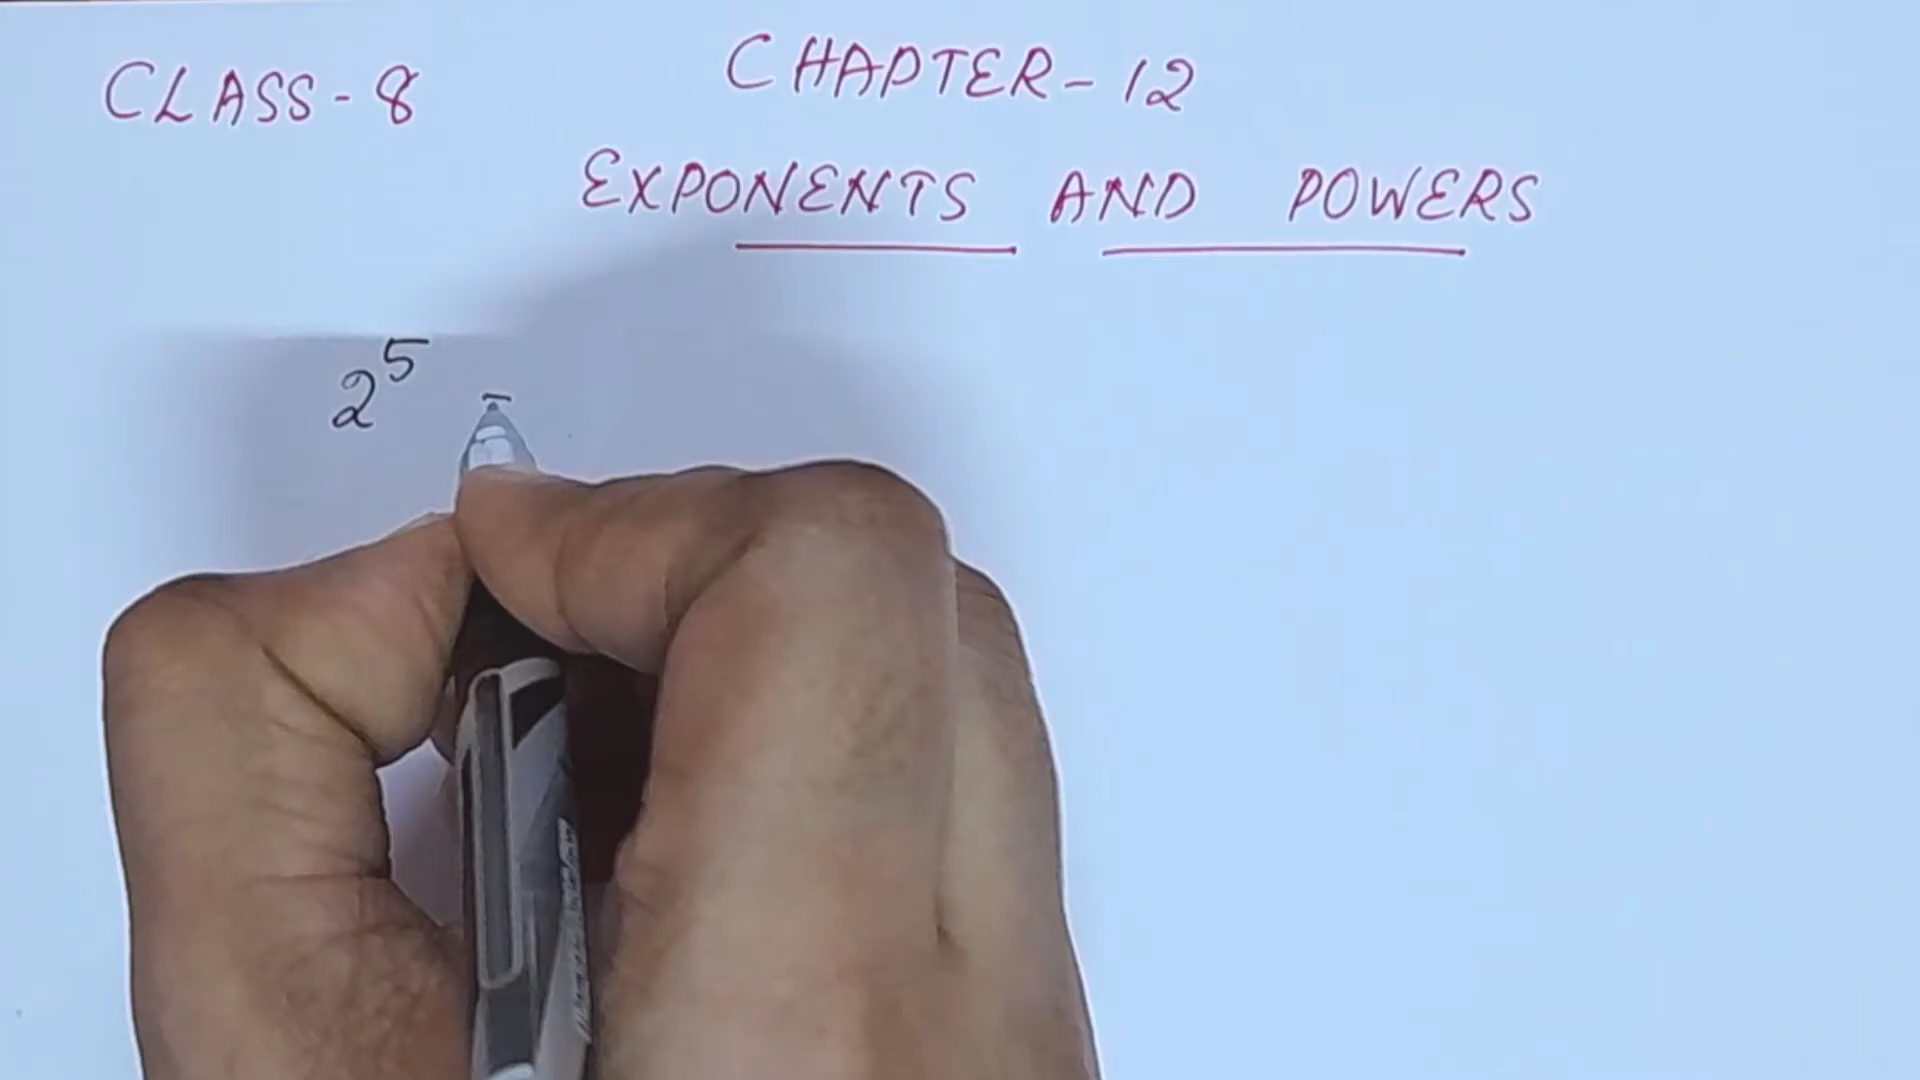 CLASS-8
CHAPTER-12
EXPONENTS AND POWERS
2⁵ =